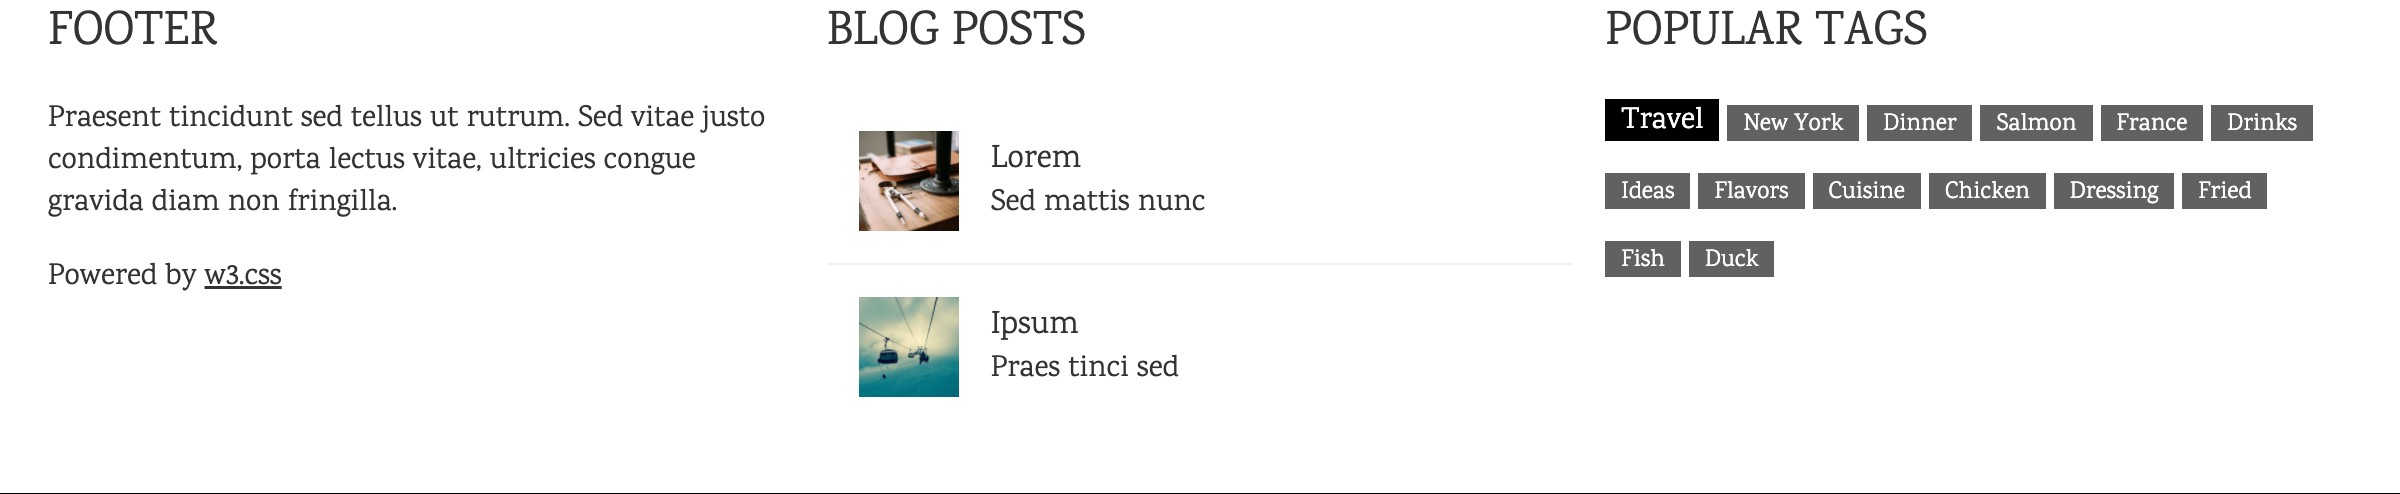 FOOTER
Praesent tincidunt sed tellus ut rutrum. Sed vitae justo
condimentum, porta lectus vitae, ultricies congue
gravida diam non fringilla.
Powered by w3.css
BLOG POSTS
Lorem
Sed mattis nunc
Ipsum
Praes tinci sed
POPULAR TAGS
Travel New York Dinner Salmon France Drinks
Ideas Flavors Cuisine Chicken Dressing Fried
Fish Duck